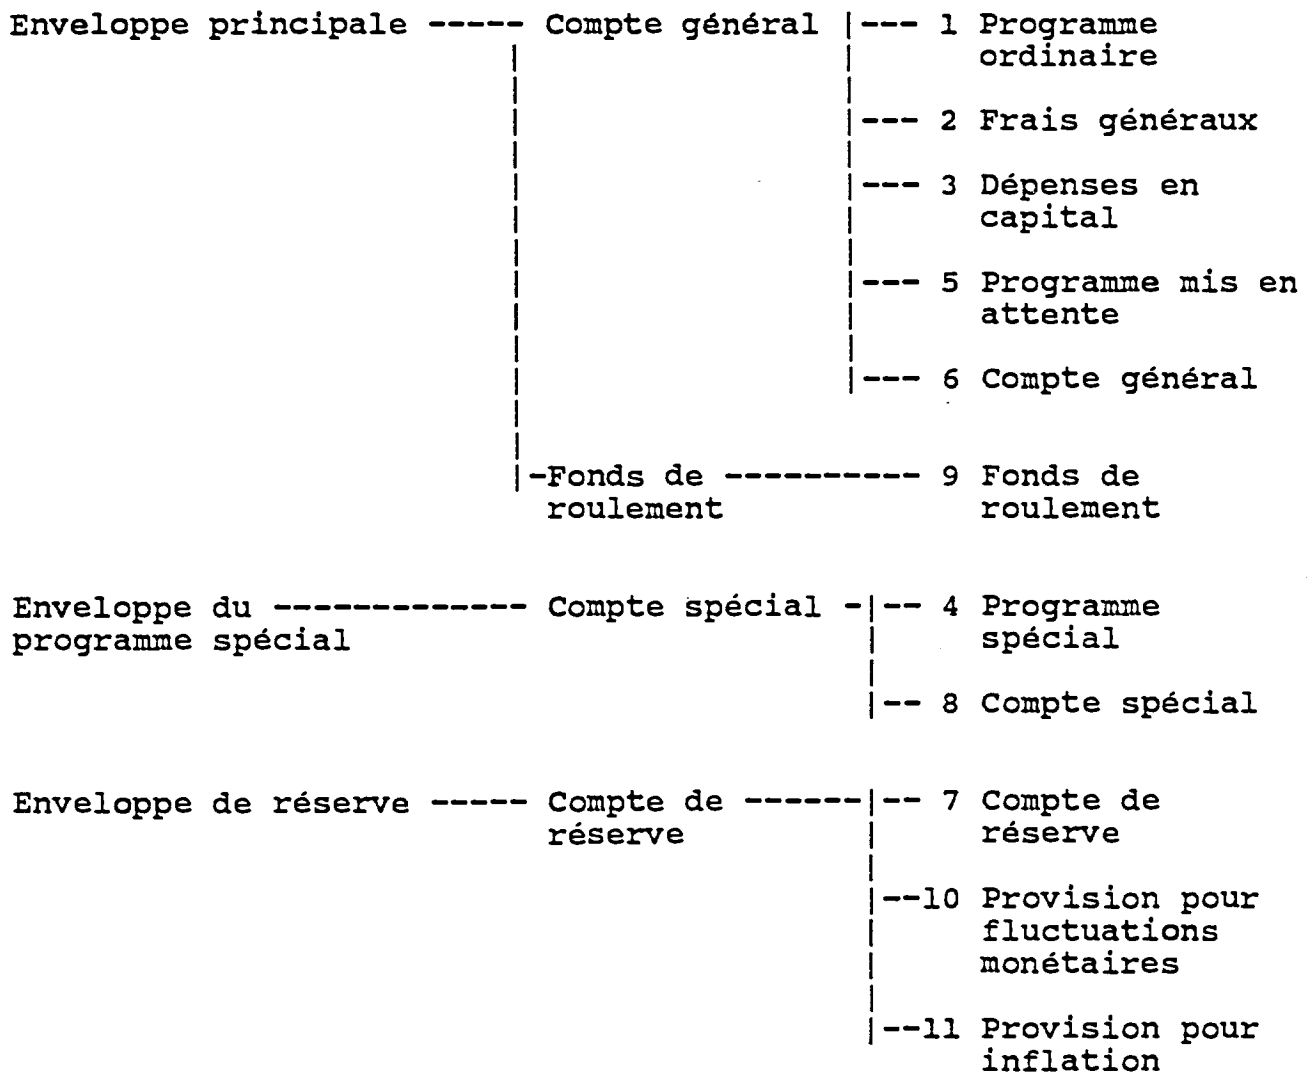 Enveloppe principale ----- Compte général |--- 1 Programme
ordinaire
|--- 2 Frais généraux
|--- 3 Dépenses en
capital
|--- 5 Programme mis en
attente
|--- 6 Compte général
|-Fonds de ---------- 9 Fonds de
roulement roulement
Enveloppe du ------------ Compte spécial -|-- 4 Programme
programme spécial spécial
|-- 8 Compte spécial
Enveloppe de réserve ----- Compte de ------|-- 7 Compte de
réserve réserve
|--10 Provision pour
fluctuations
monétaires
|--11 Provision pour
inflation